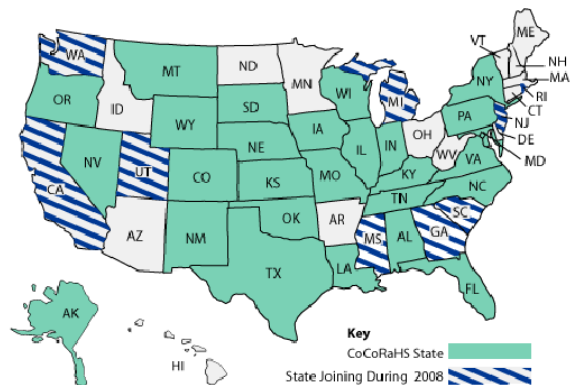 ME
VT
WA
NH
MT
ND
MA
MN
OR
NY
ID
SD
WI
MI
RI
WY
CT
PA
IA
NJ
NE
OH
DE
NV
IL
IN
UT
WV
VA
MD
CO
CA
KS
MO
KY
NC
TN
OK
AR
SC
AZ
NM
MS
AL
GA
TX
LA
FL
AK
HI
Key
CoCoRaHS State
State Joining During 2008